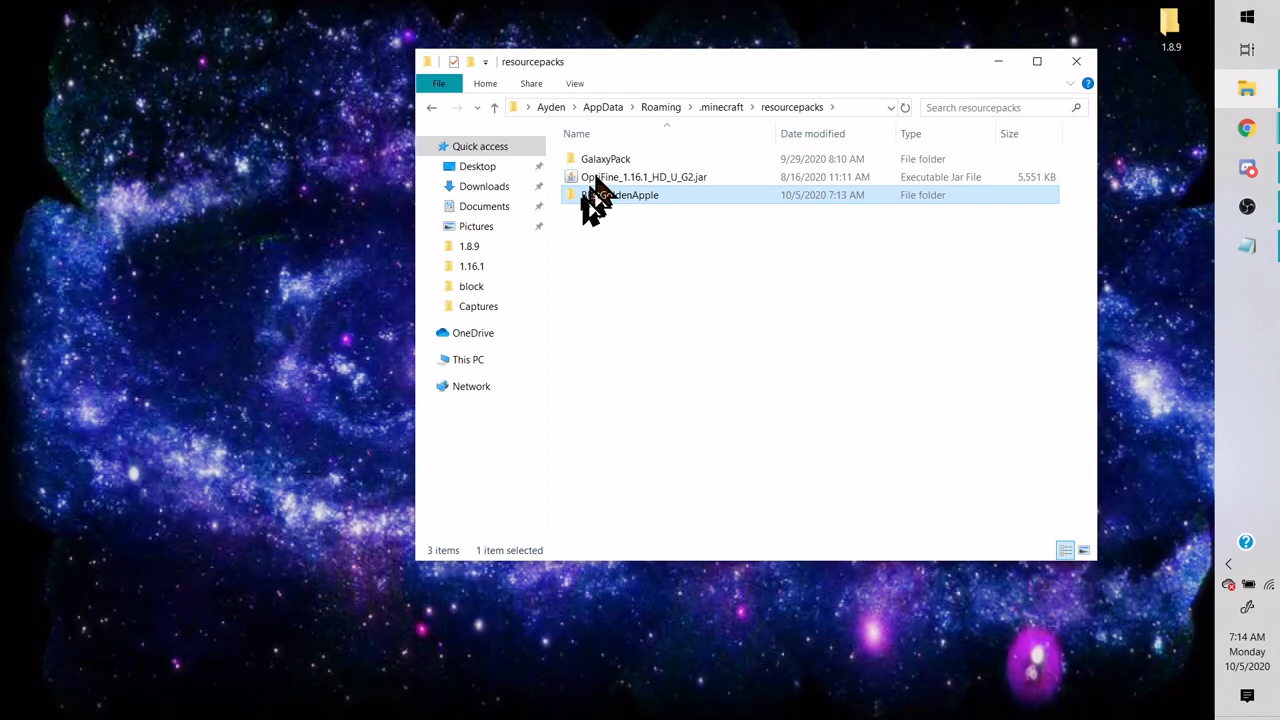 1.8.9
resourcepacks
File Home Share View
Ayden > AppData > Roaming > .minecraft > resourcepacks >
Search resourcepacks
Name Date modified Type Size
Quick access
Desktop
Downloads
Documents
Pictures
1.8.9
1.16.1
block
Captures
OneDrive
This PC
Network
GalaxyPack 9/29/2020 8:10 AM File folder
OptiFine_1.16.1_HD_U_G2.jar 8/16/2020 11:11 AM Executable Jar File 5,551 KB
10/5/2020 7:13 AM File folder
3 items 1 item selected
7:14 AM
Monday
10/5/2020